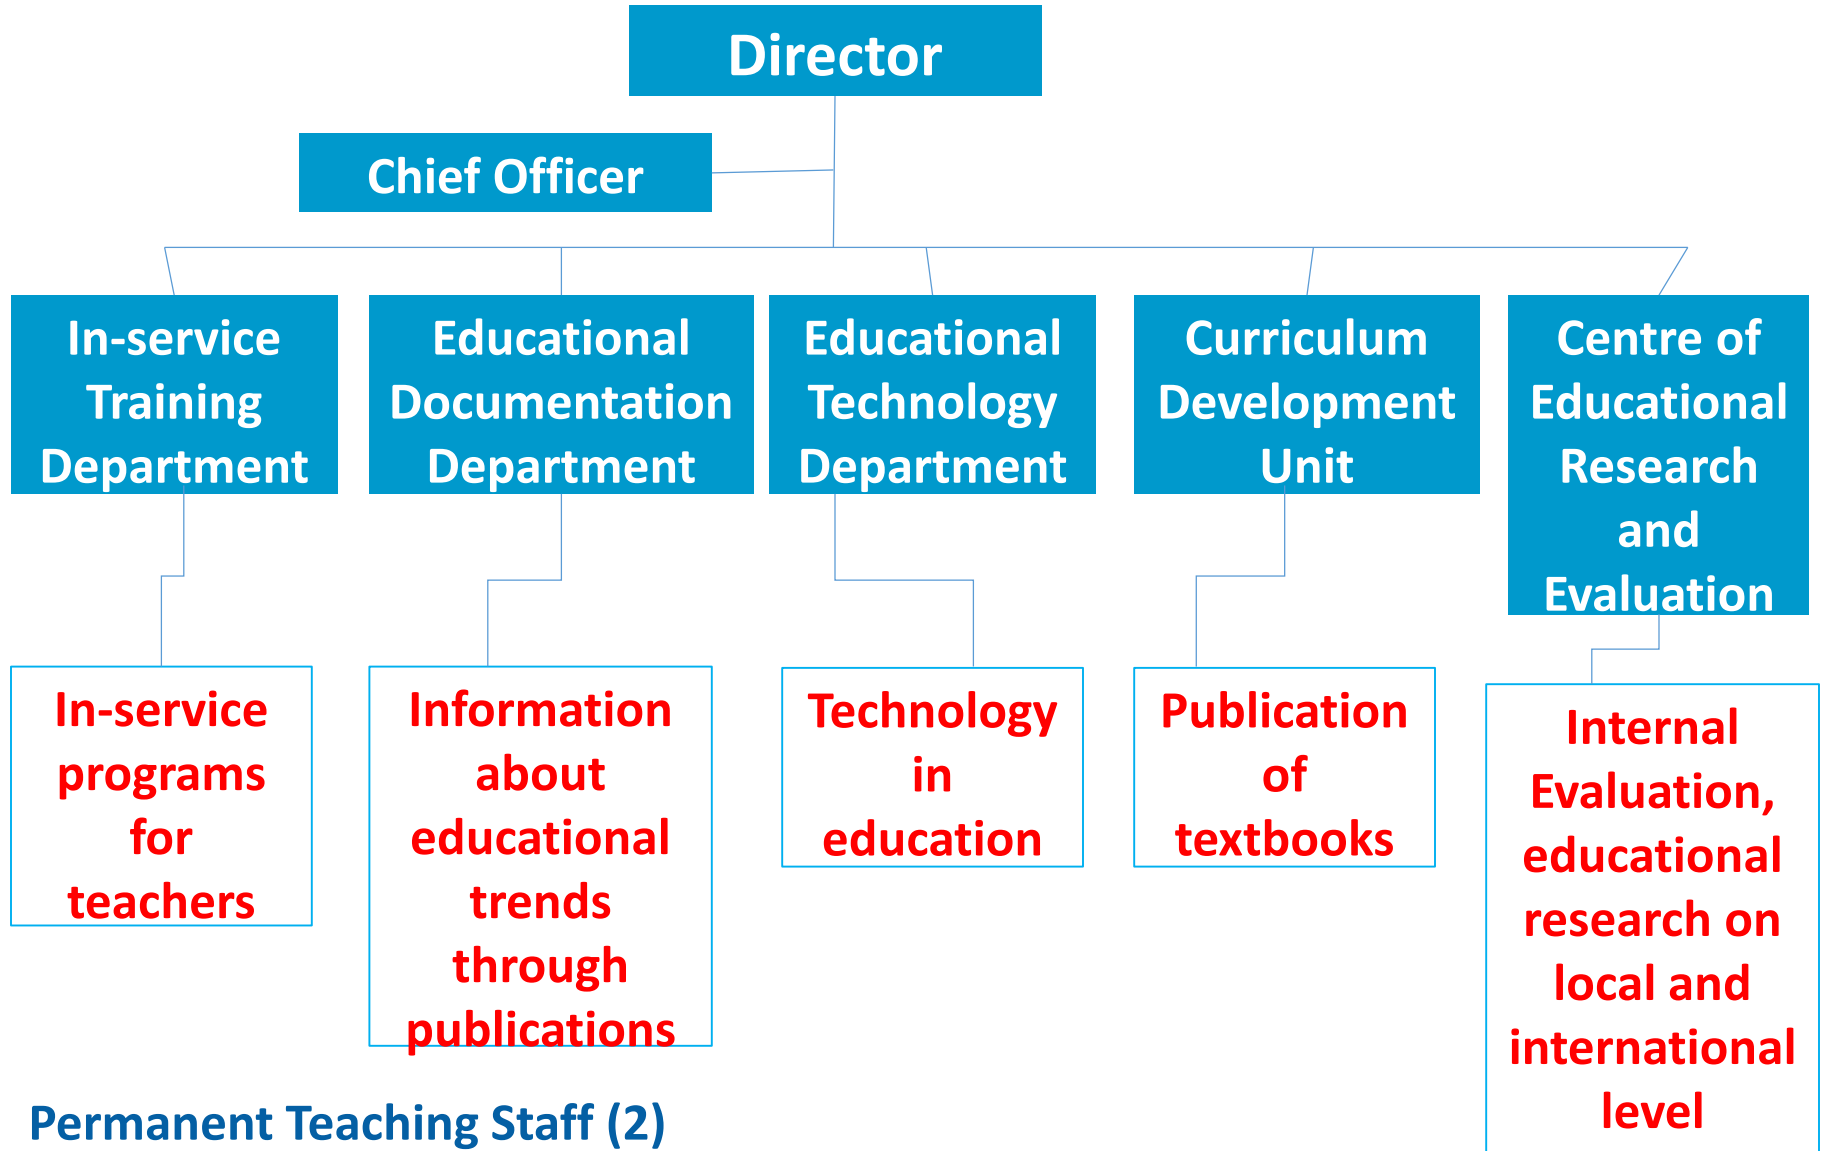 Director
Chief Officer
In-service
Training
Department
Educational
Documentation
Department
Educational
Technology
Department
Curriculum
Development
Unit
Centre of
Educational
Research
and
Evaluation
In-service
programs
for
teachers
Information
about
educational
trends
through
publications
Technology
in
education
Publication
of
textbooks
Internal
Evaluation,
educational
research on
local and
international
level
Permanent Teaching Staff (2)